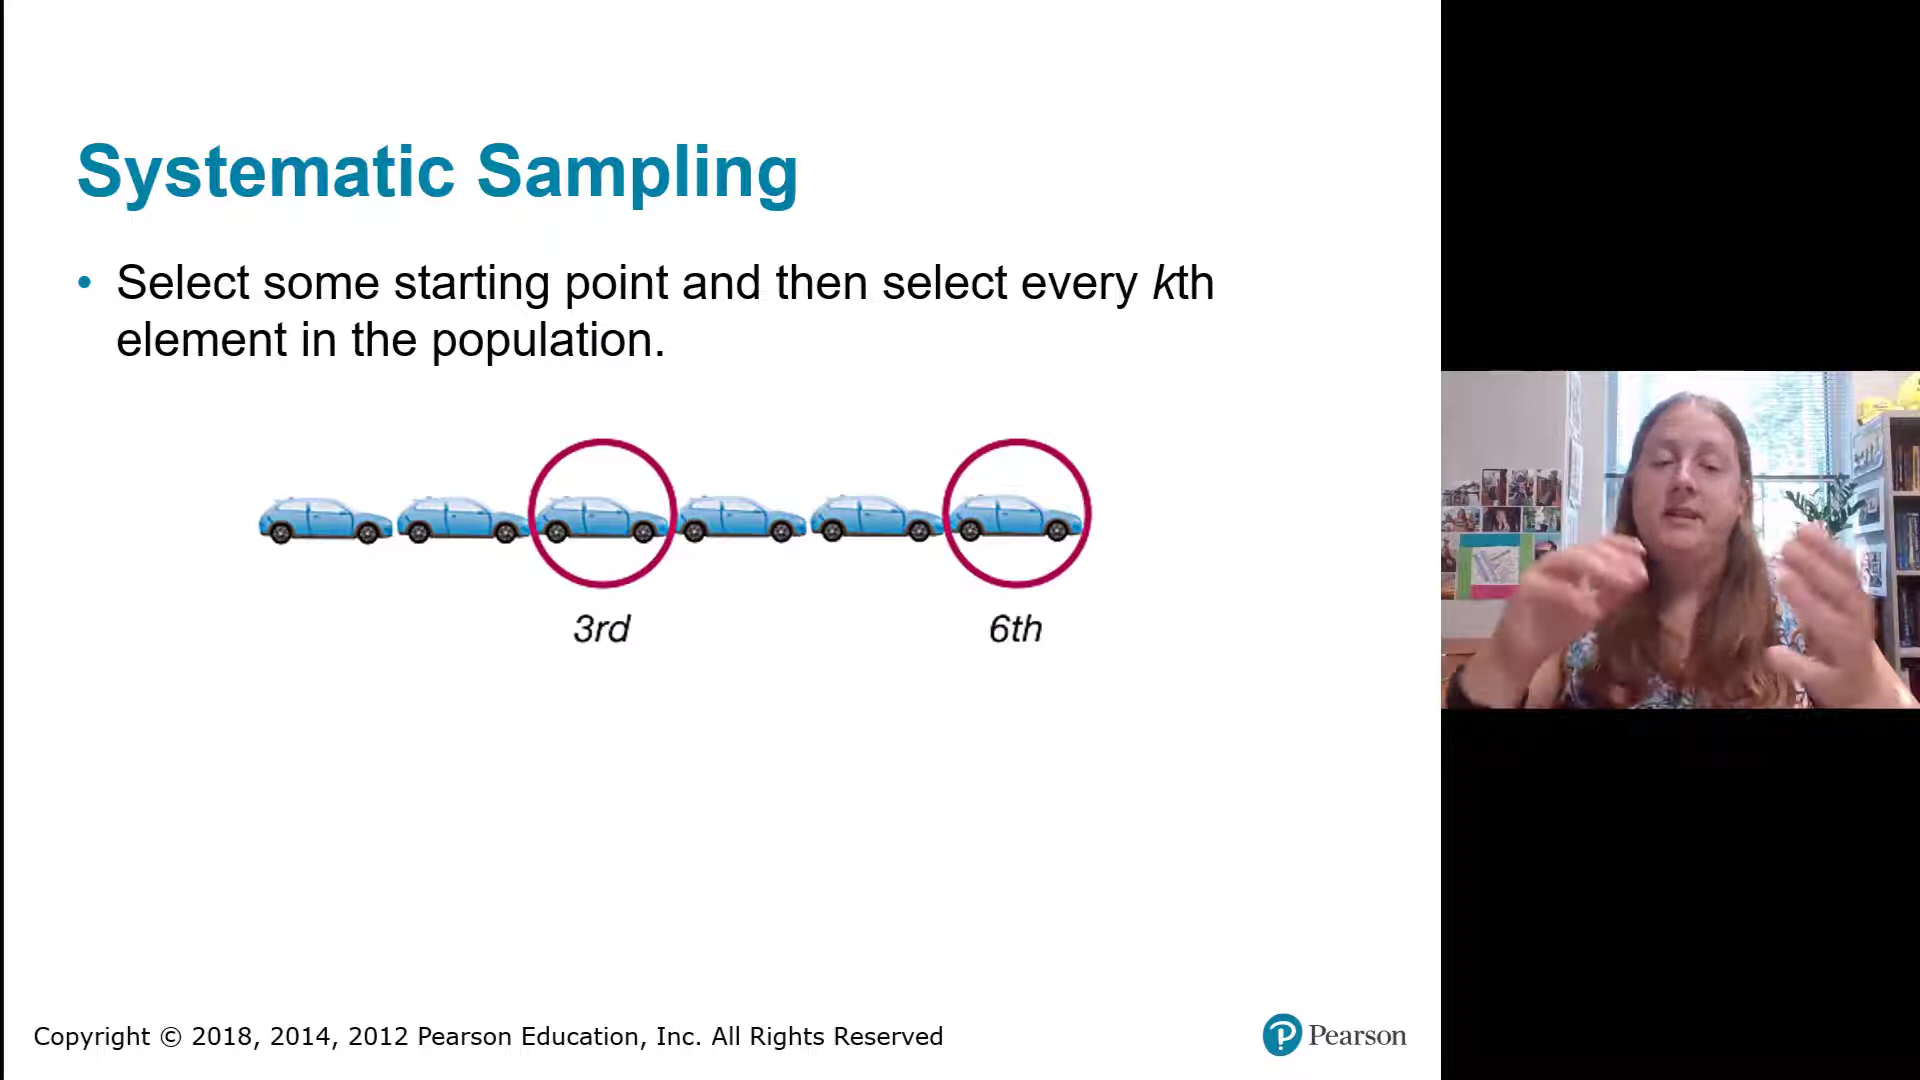 Systematic Sampling
• Select some starting point and then select every kth
element in the population.
3rd 6th
Copyright © 2018, 2014, 2012 Pearson Education, Inc. All Rights Reserved
Pearson